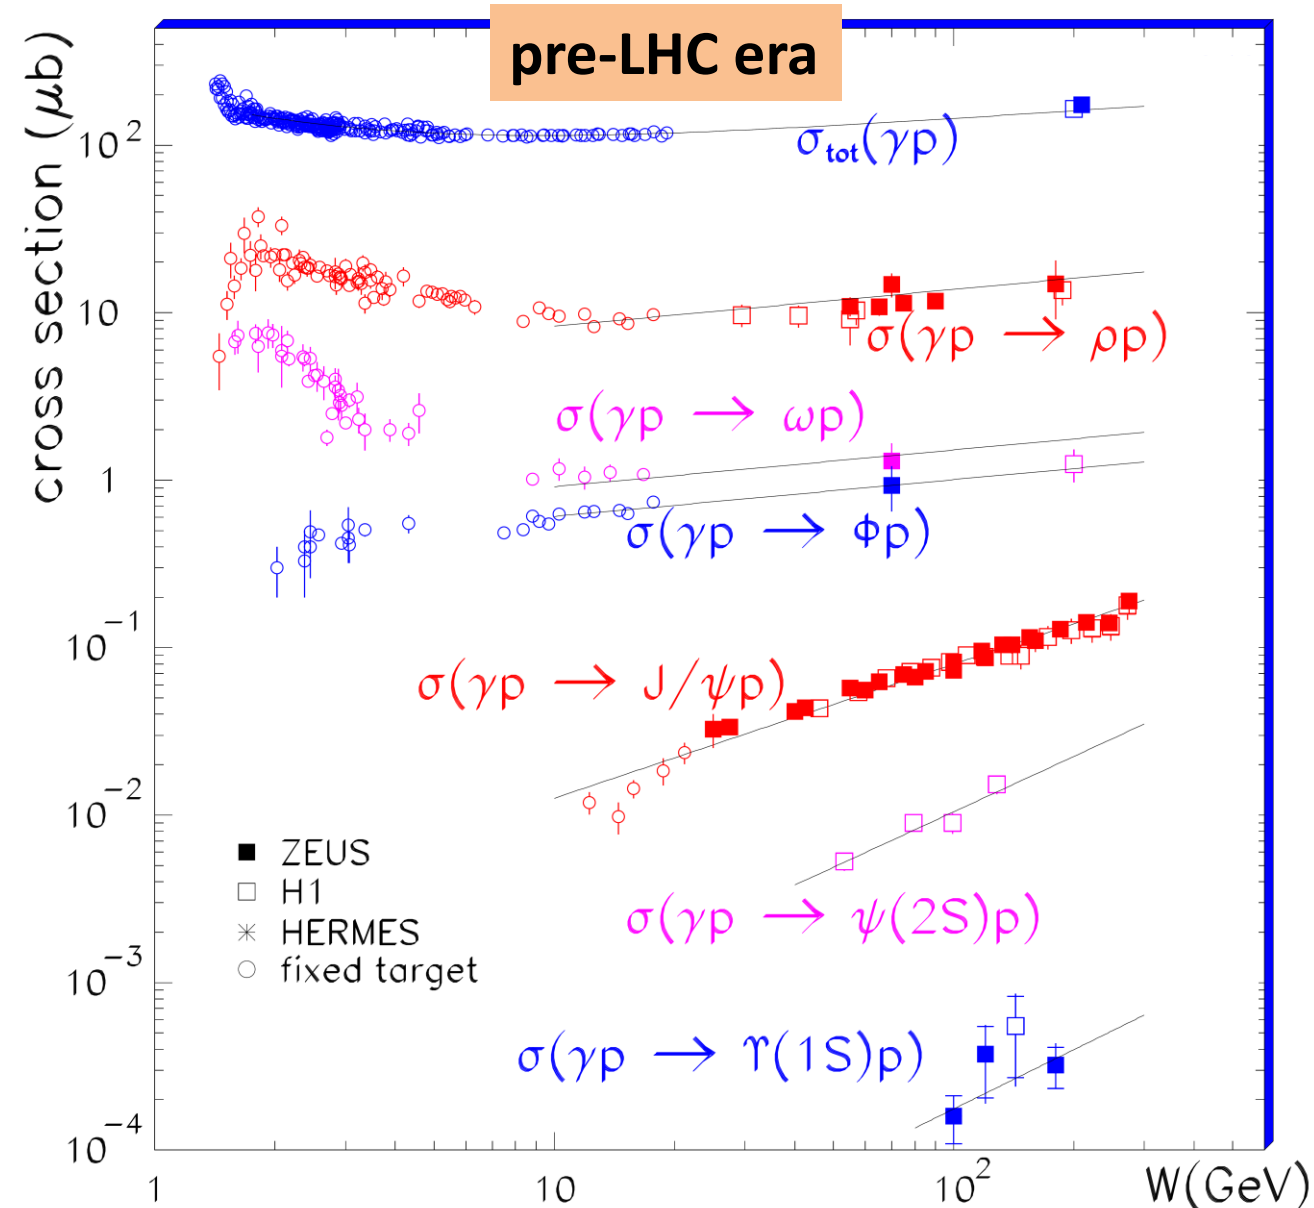 pre-LHC era
cross section (μb)
10²
10
1
10⁻¹
10⁻²
10⁻³
10⁻⁴
σtot(γp)
σ(γp → ρp)
σ(γp → ωp)
σ(γp → Φp)
σ(γp → J/ψp)
σ(γp → ψ(2S)p)
σ(γp → ϒ(1S)p)
ZEUS
H1
HERMES
fixed target
1 10 10² W(GeV)